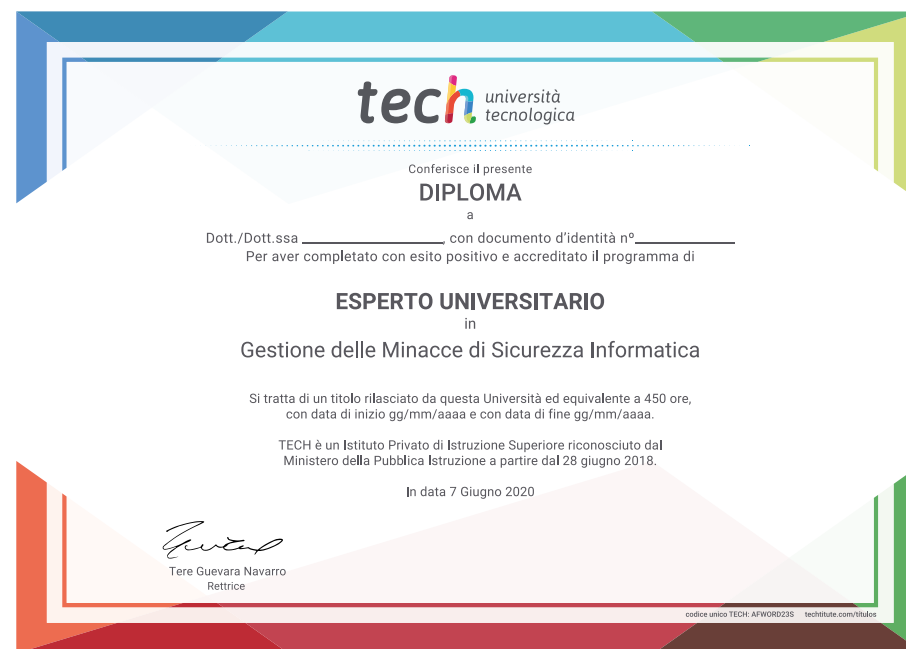 tech università
tecnologica
Conferisce il presente
DIPLOMA
a
Dott./Dott.ssa ____________________, con documento d'identità nº______________
Per aver completato con esito positivo e accreditato il programma di
ESPERTO UNIVERSITARIO
in
Gestione delle Minacce di Sicurezza Informatica
Si tratta di un titolo rilasciato da questa Università ed equivalente a 450 ore,
con data di inizio gg/mm/aaaa e con data di fine gg/mm/aaaa.
TECH è un Istituto Privato di Istruzione Superiore riconosciuto dal
Ministero della Pubblica Istruzione a partire dal 28 giugno 2018.
In data 7 Giugno 2020
Tere Guevara Navarro
Rettrice
codice unico TECH: AFWORD23S techtitute.com/titulos